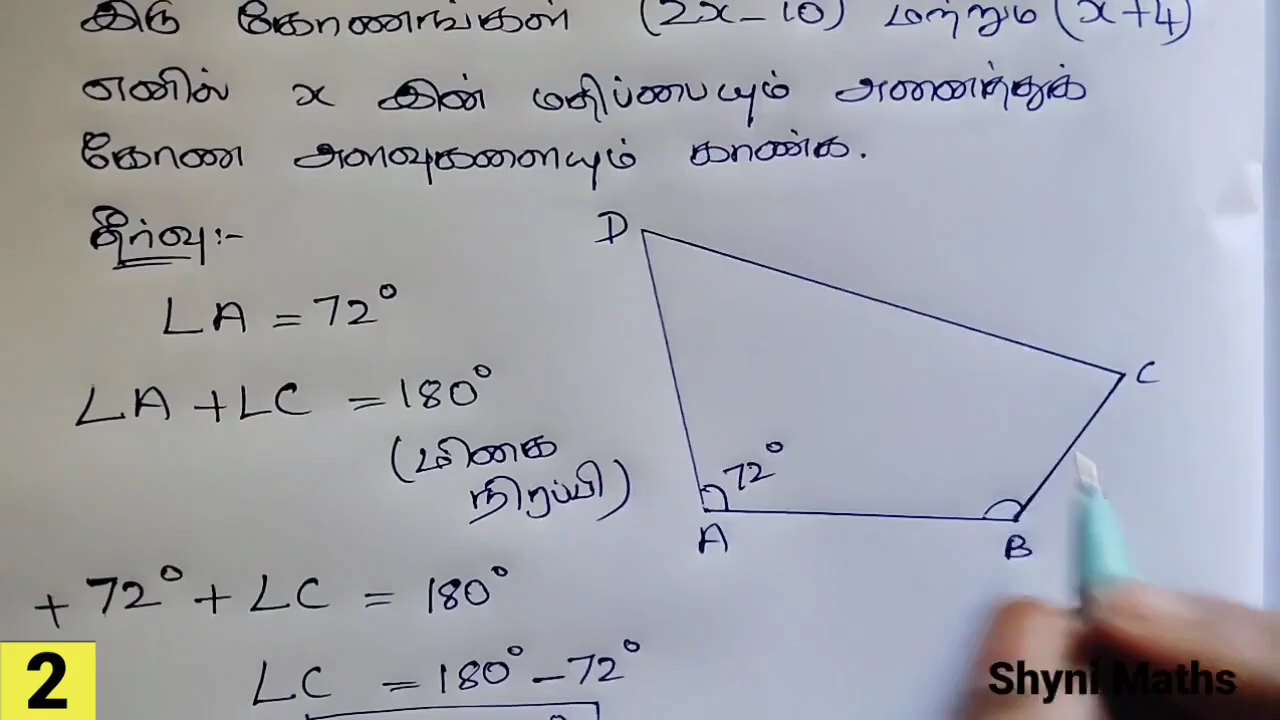 இரு கோணங்கள் (2x-10) மற்றும் (x+4)
எனில் x இன் மதிப்பையும் அனைத்துக்
கோண அளவுகளையும் காண்க.
தீர்வு:-
D
∠A = 72°
C
∠A + ∠C = 180°
(மிகை
நிரப்பி)
72°
A
B
+ 72° + ∠C = 180°
∠C = 180° - 72°
2
Shyni Maths